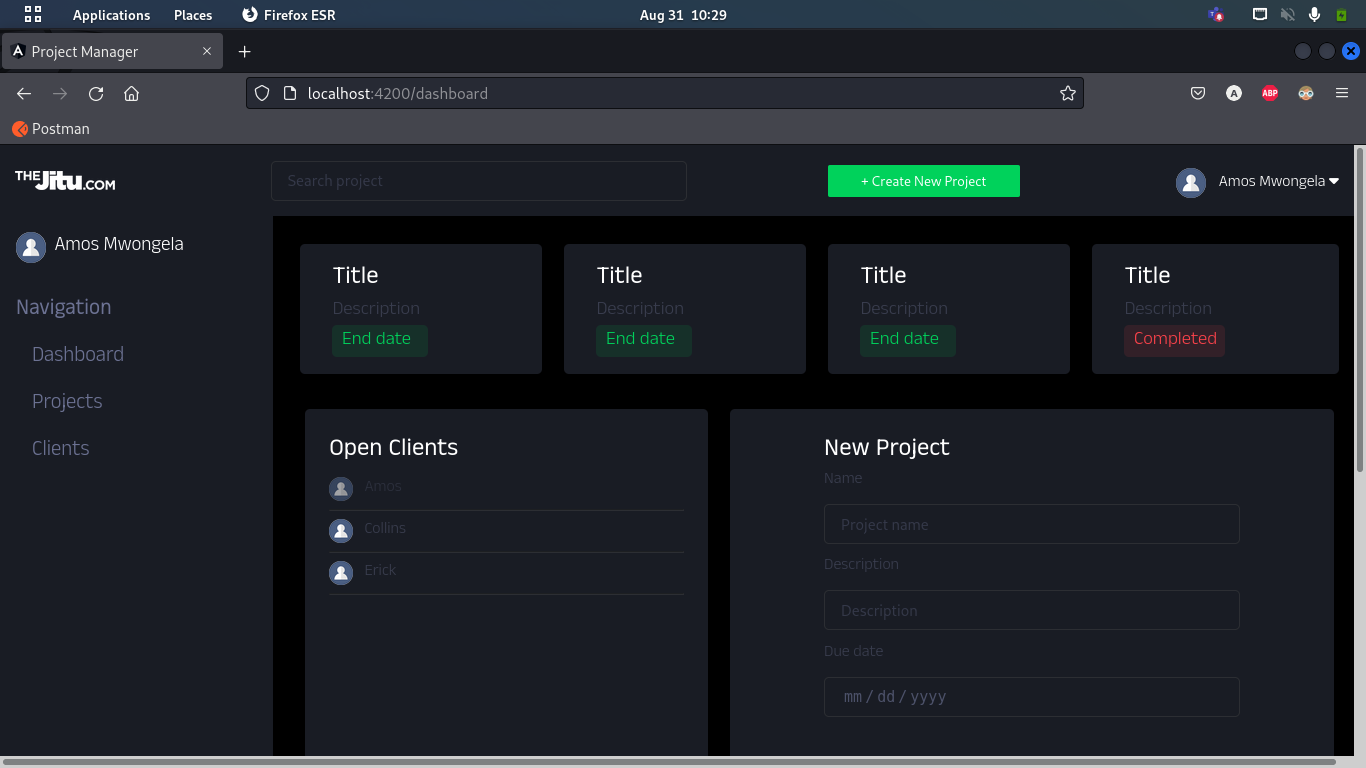 Applications Places Firefox ESR Aug 31 10:29
Project Manager
localhost:4200/dashboard
ABP
Postman
THE Jitu.COM
Search project
+ Create New Project
Amos Mwongela
Amos Mwongela
Navigation
Dashboard
Projects
Clients
Title
Description
End date
Title
Description
End date
Title
Description
End date
Title
Description
Completed
Open Clients
Amos
Collins
Erick
New Project
Name
Project name
Description
Description
Due date
mm / dd / yyyy